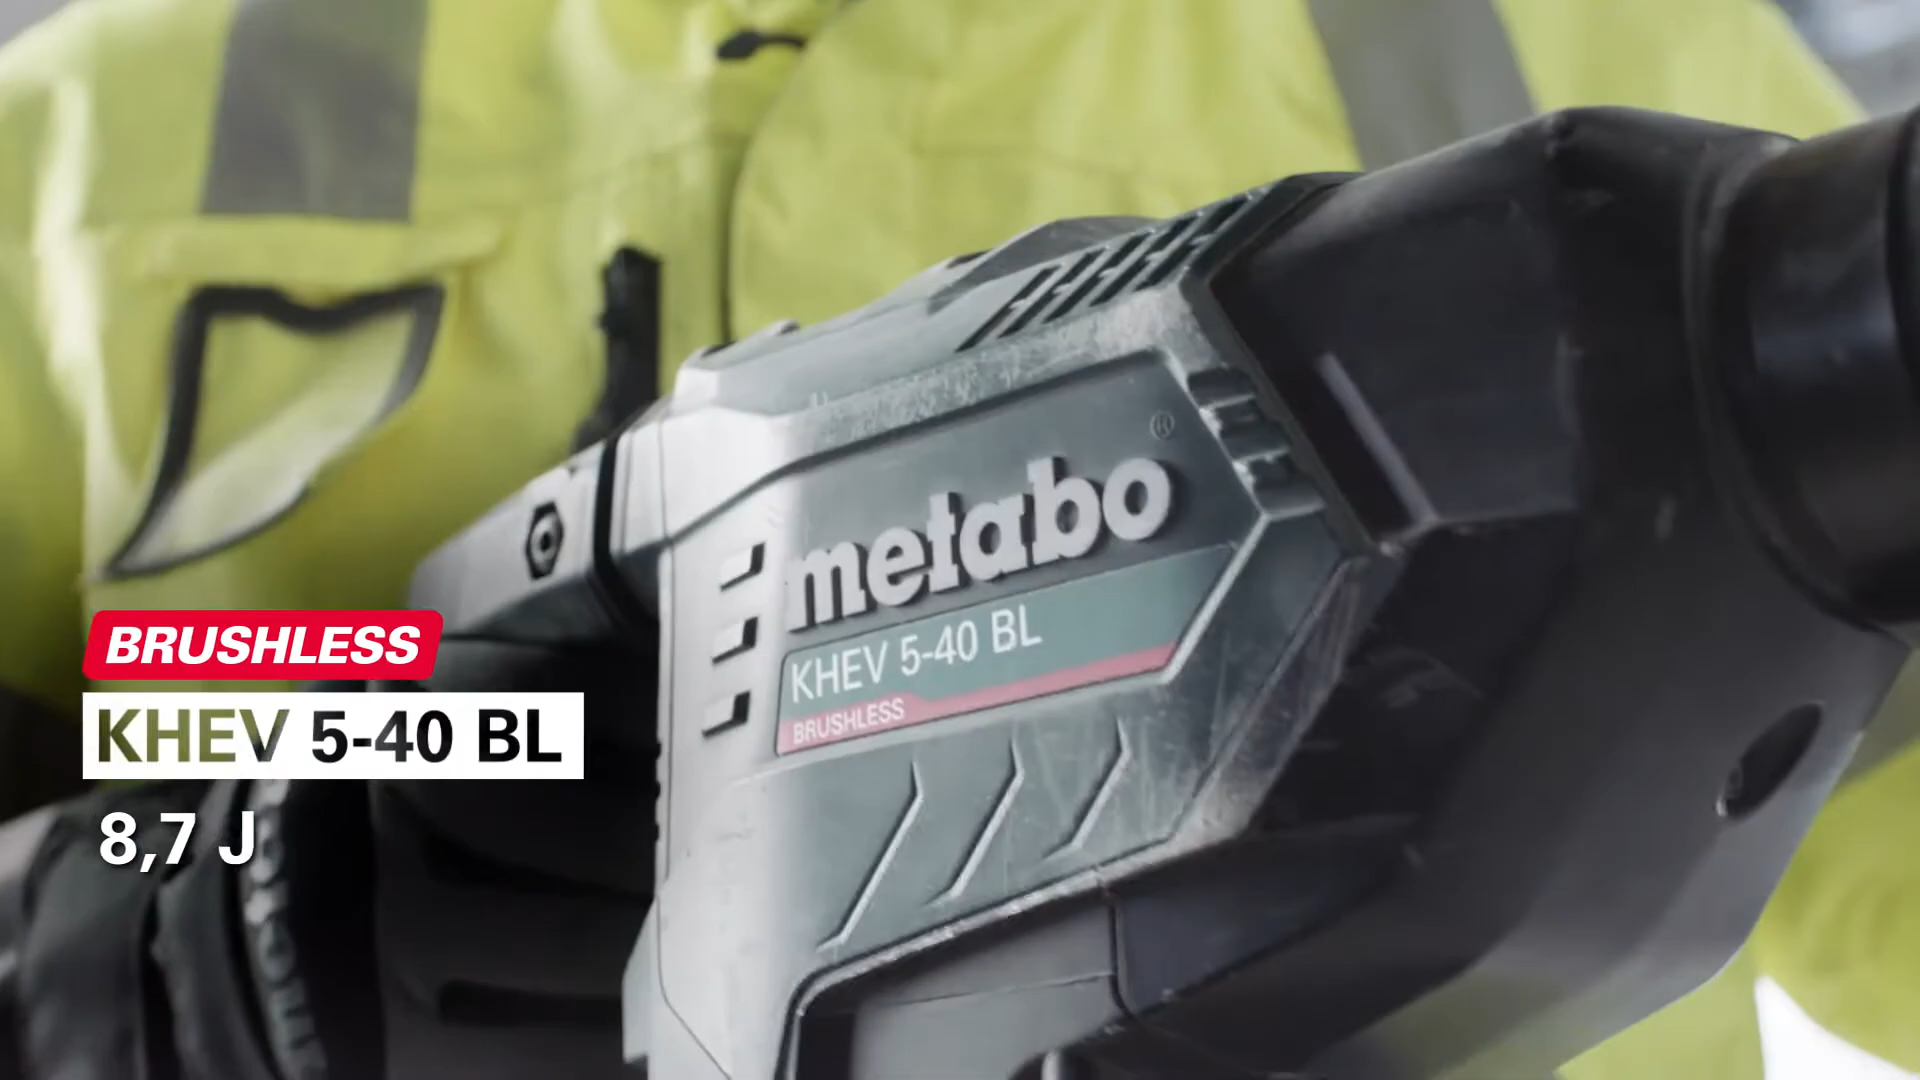 metabo®
KHEV 5-40 BL
BRUSHLESS
BRUSHLESS
KHEV 5-40 BL
8,7 J